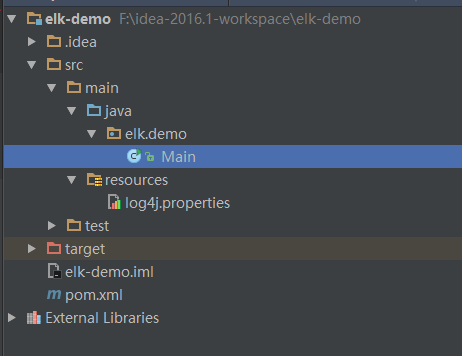 elk-demo F:\idea-2016.1-workspace\elk-demo
.idea
src
main
java
elk.demo
Main
resources
log4j.properties
test
target
elk-demo.iml
pom.xml
External Libraries